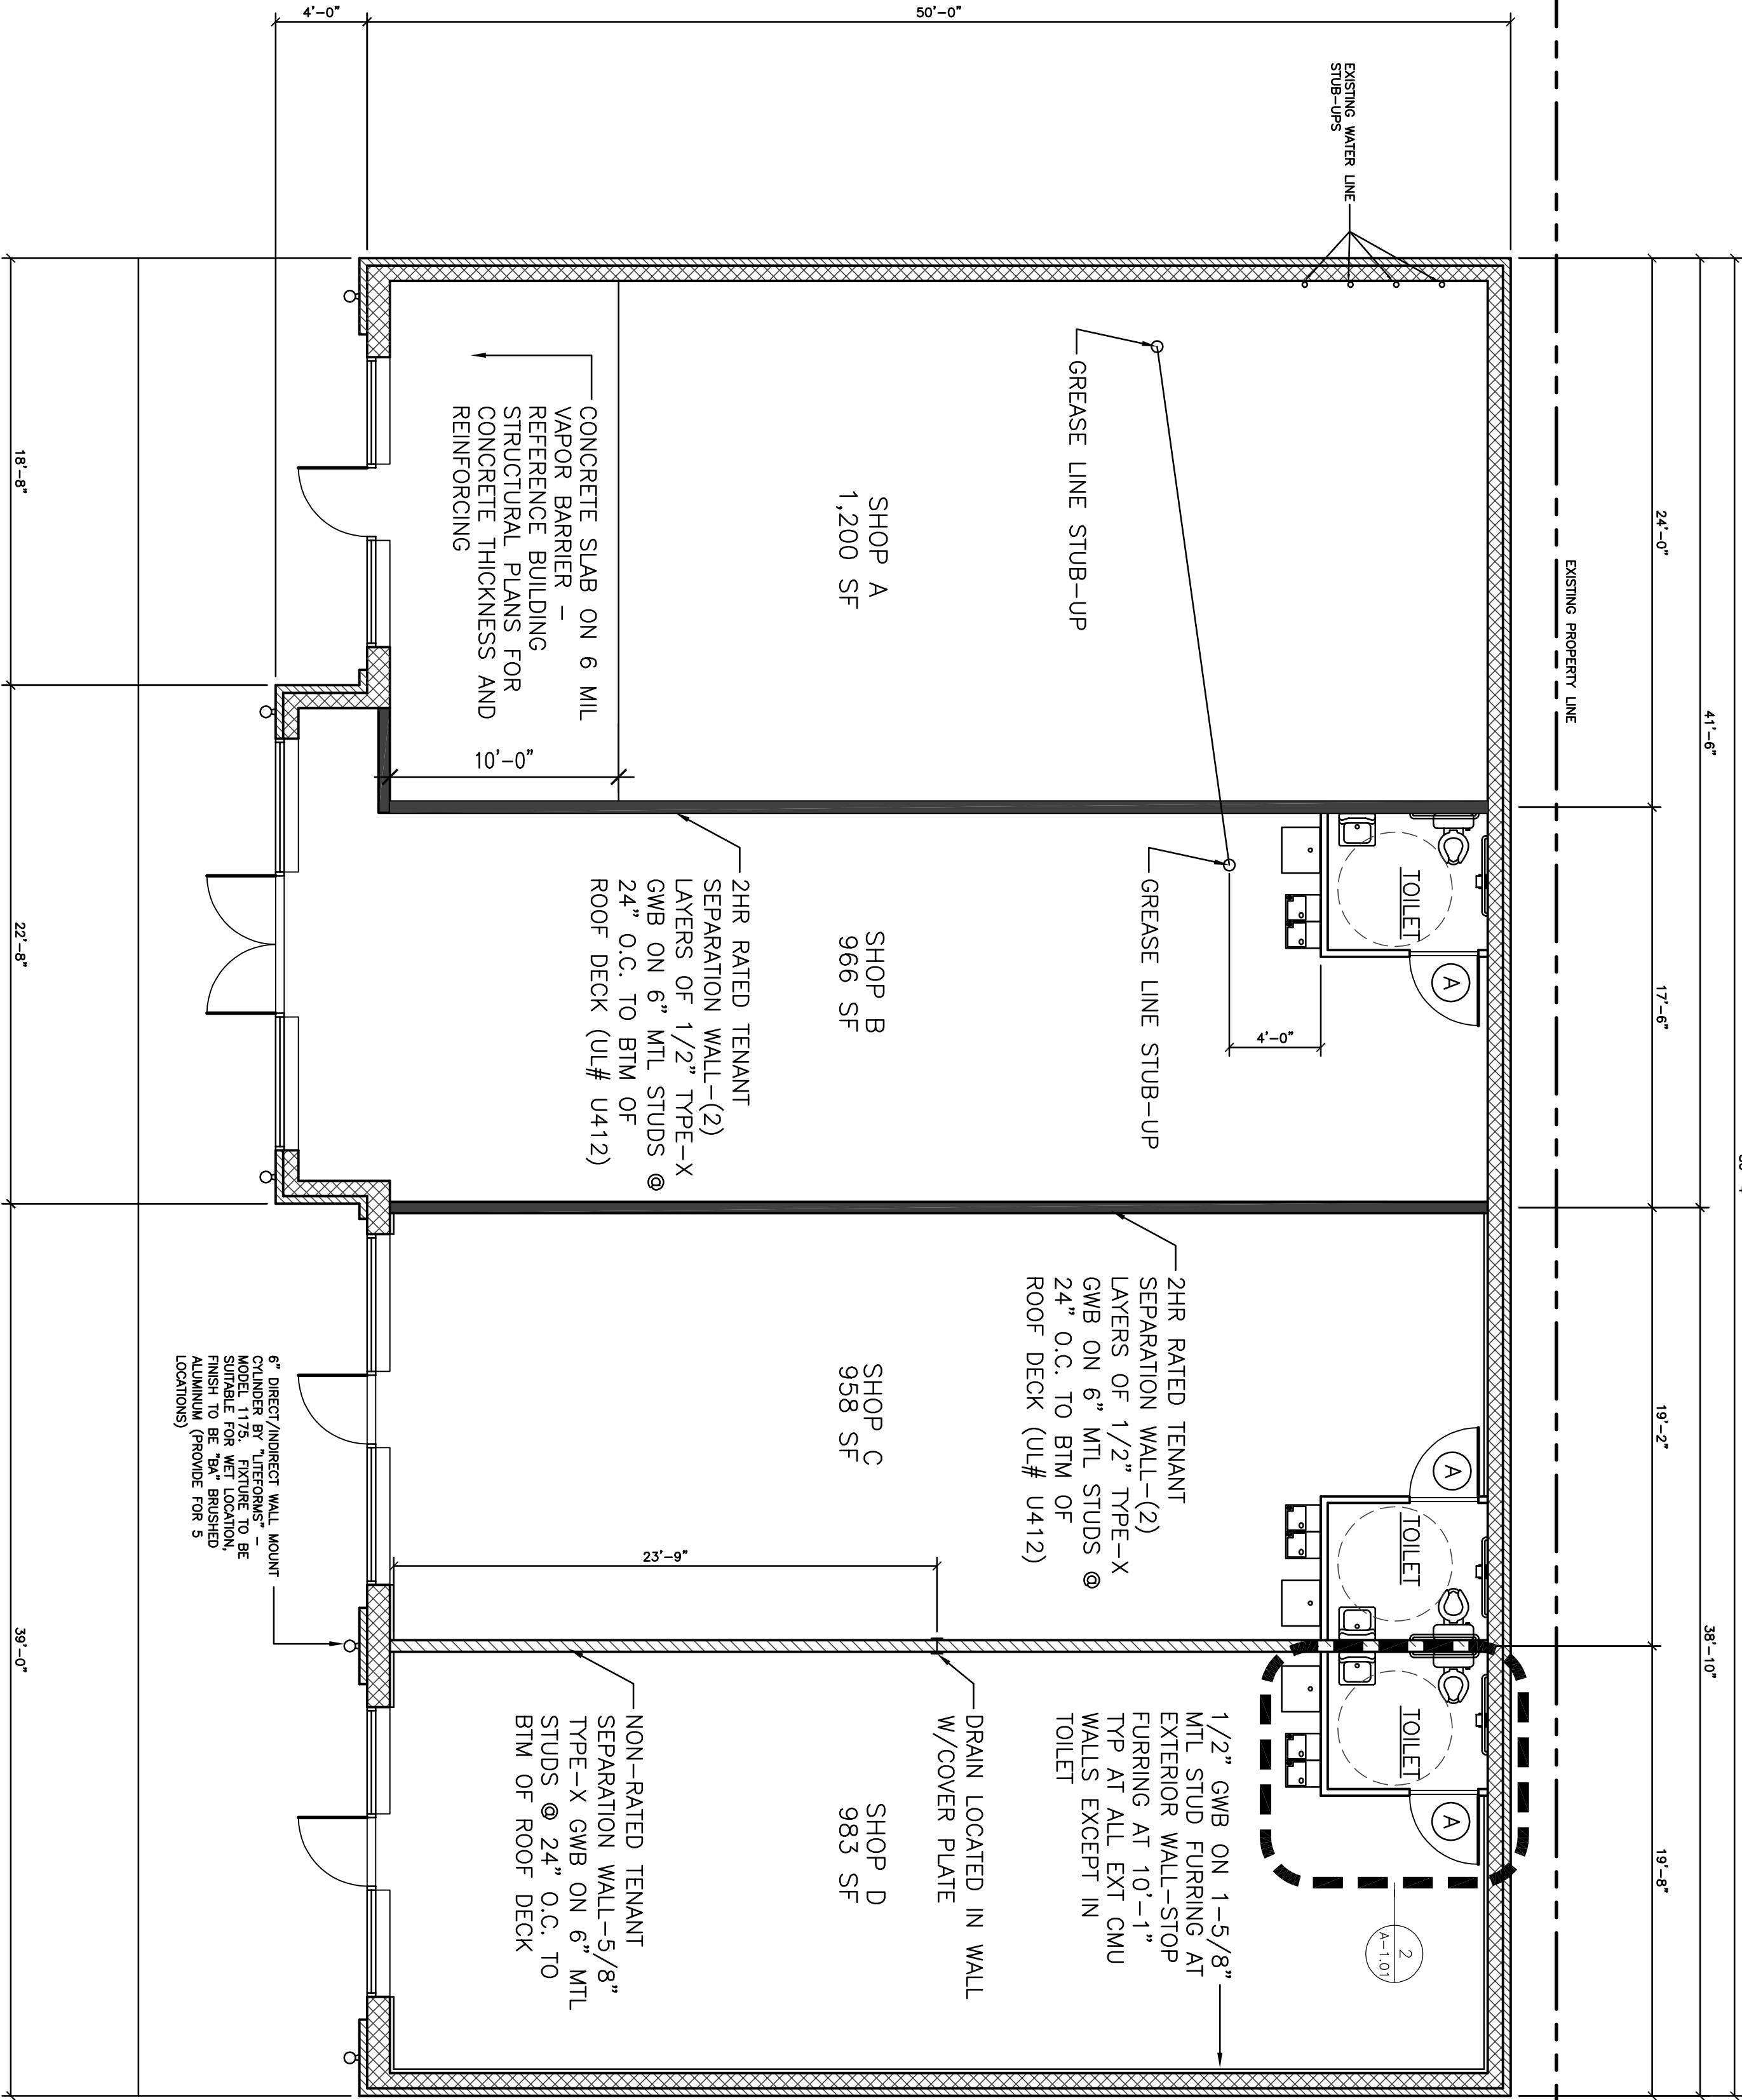 4'-0"
50'-0"
EXISTING WATER LINE
STUB-UPS
EXISTING PROPERTY LINE
41'-6"
38'-10"
24'-0"
17'-6"
19'-2"
19'-8"
GREASE LINE STUB-UP
SHOP A
1,200 SF
CONCRETE SLAB ON 6 MIL
VAPOR BARRIER -
REFERENCE BUILDING
STRUCTURAL PLANS FOR
CONCRETE THICKNESS AND
REINFORCING
10'-0"
TOILET
A
4'-0"
GREASE LINE STUB-UP
SHOP B
966 SF
2HR RATED TENANT
SEPARATION WALL-(2)
LAYERS OF 1/2" TYPE-X
GWB ON 6" MTL STUDS @
24" O.C. TO BTM OF
ROOF DECK (UL# U412)
A
TOILET
2HR RATED TENANT
SEPARATION WALL-(2)
LAYERS OF 1/2" TYPE-X
GWB ON 6" MTL STUDS @
24" O.C. TO BTM OF
ROOF DECK (UL# U412)
SHOP C
958 SF
23'-9"
TOILET
A
2
A-1.01
1/2" GWB ON 1-5/8"
MTL STUD FURRING AT
EXTERIOR WALL-STOP
FURRING AT 10'-1"
TYP AT ALL EXT CMU
WALLS EXCEPT IN
TOILET
DRAIN LOCATED IN WALL
W/COVER PLATE
SHOP D
983 SF
NON-RATED TENANT
SEPARATION WALL-5/8"
TYPE-X GWB ON 6" MTL
STUDS @ 24" O.C. TO
BTM OF ROOF DECK
6" DIRECT/INDIRECT WALL MOUNT
CYLINDER BY "LITEFORMS" -
MODEL 1175. FIXTURE TO BE
SUITABLE FOR WET LOCATION,
FINISH TO BE "BA" BRUSHED
ALUMINUM (PROVIDE FOR 5
LOCATIONS)
18'-8"
22'-8"
39'-0"